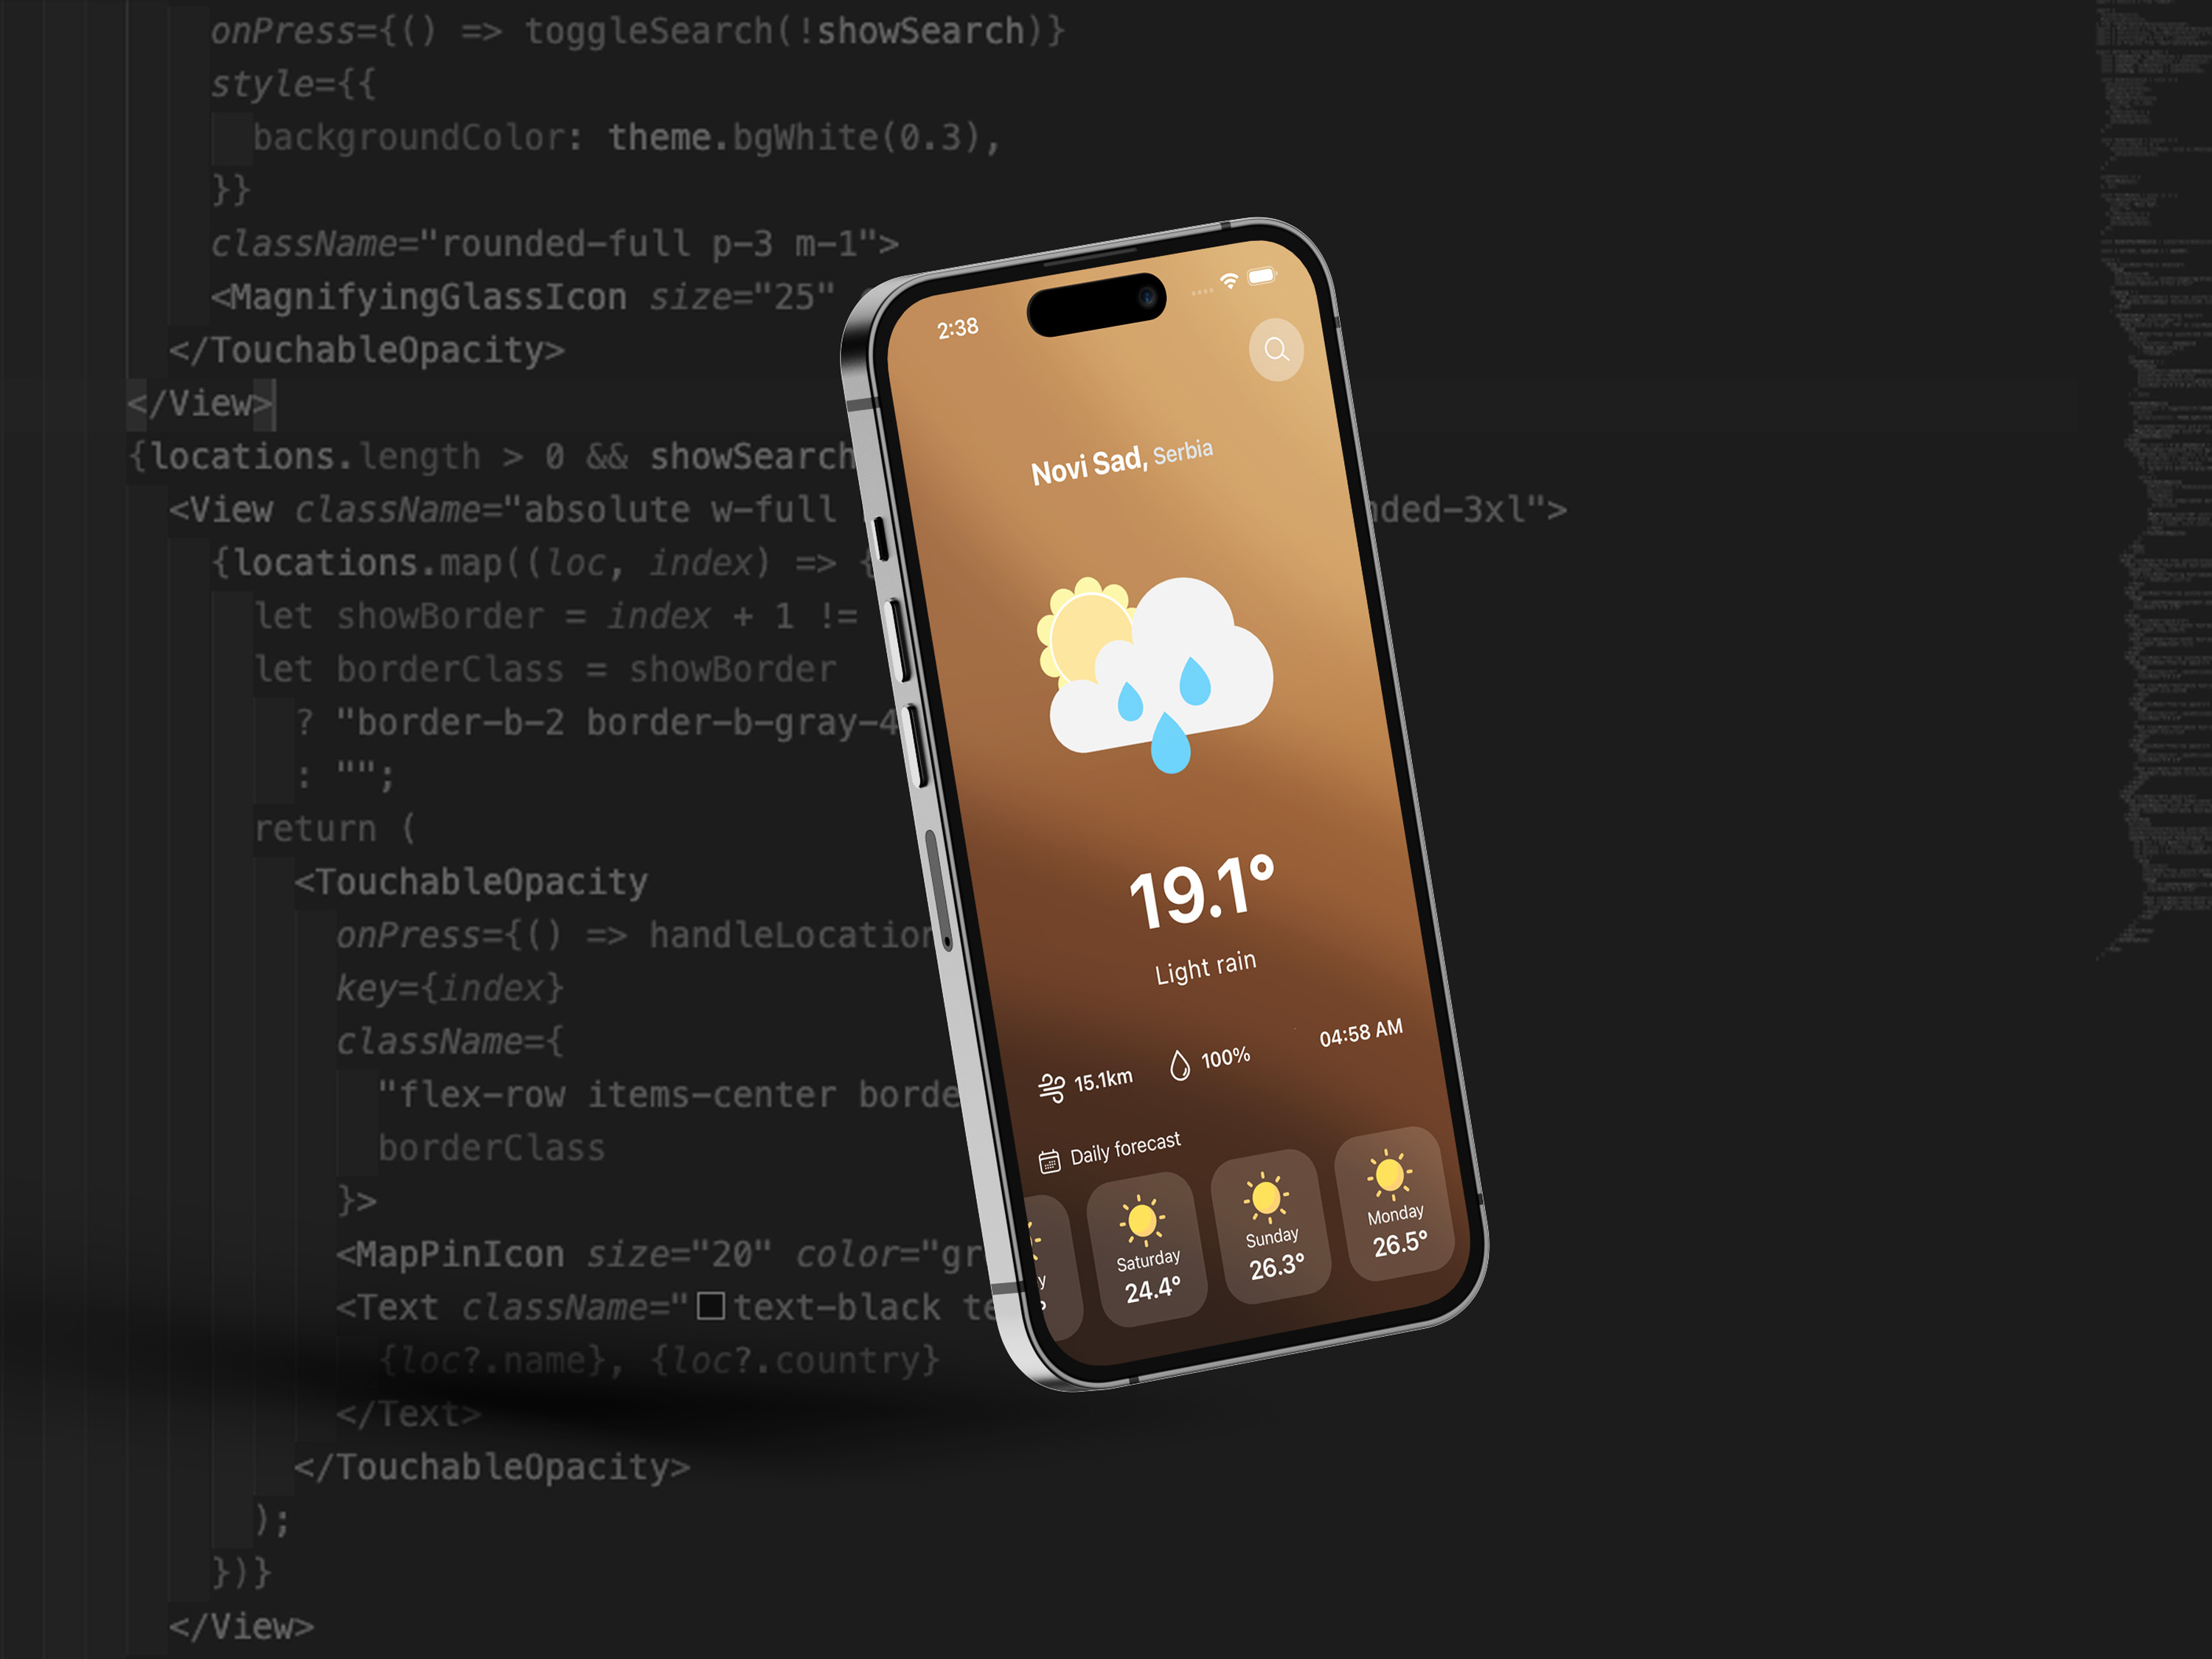 onPress={() => toggleSearch(!showSearch)}
style={{
backgroundColor: theme.bgWhite(0.3),
}}
className="rounded-full p-3 m-1">
<MagnifyingGlassIcon size="25"
</TouchableOpacity>
</View>
{locations.length > 0 && showSearch
<View className="absolute w-full nded-3xl">
{locations.map((loc, index) => {
let showBorder = index + 1 !=
let borderClass = showBorder
? "border-b-2 border-b-gray-4
: "";
return (
<TouchableOpacity
onPress={() => handleLocation
key={index}
className={
"flex-row items-center borde
borderClass
}>
<MapPinIcon size="20" color="gr
<Text className="text-black te
{loc?.name}, {loc?.country}
</Text>
</TouchableOpacity>
);
})}
</View>
2:38
Novi Sad, Serbia
19.1°
Light rain
15.1km 100% 04:58 AM
Daily forecast
y Saturday Sunday Monday
° 24.4° 26.3° 26.5°